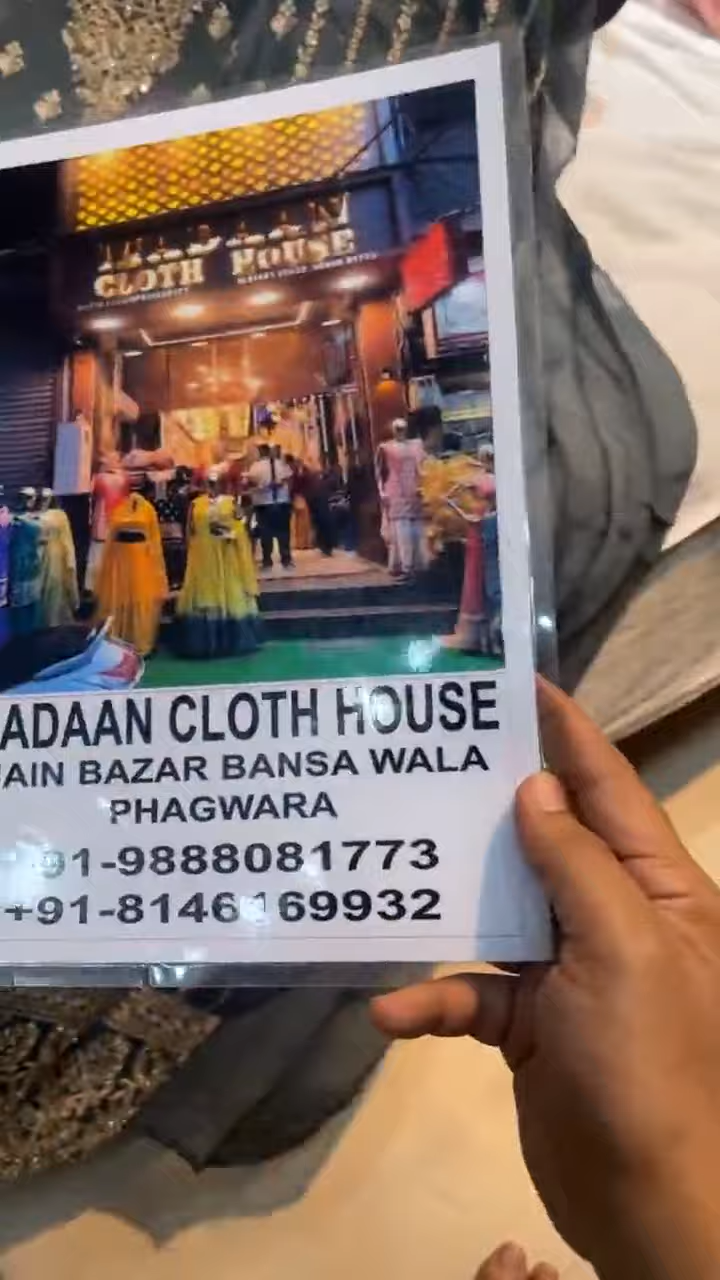 CLOTH HOUSE
ADAAN CLOTH HOUSE
AIN BAZAR BANSA WALA
PHAGWARA
91-9888081773
+91-8146169932